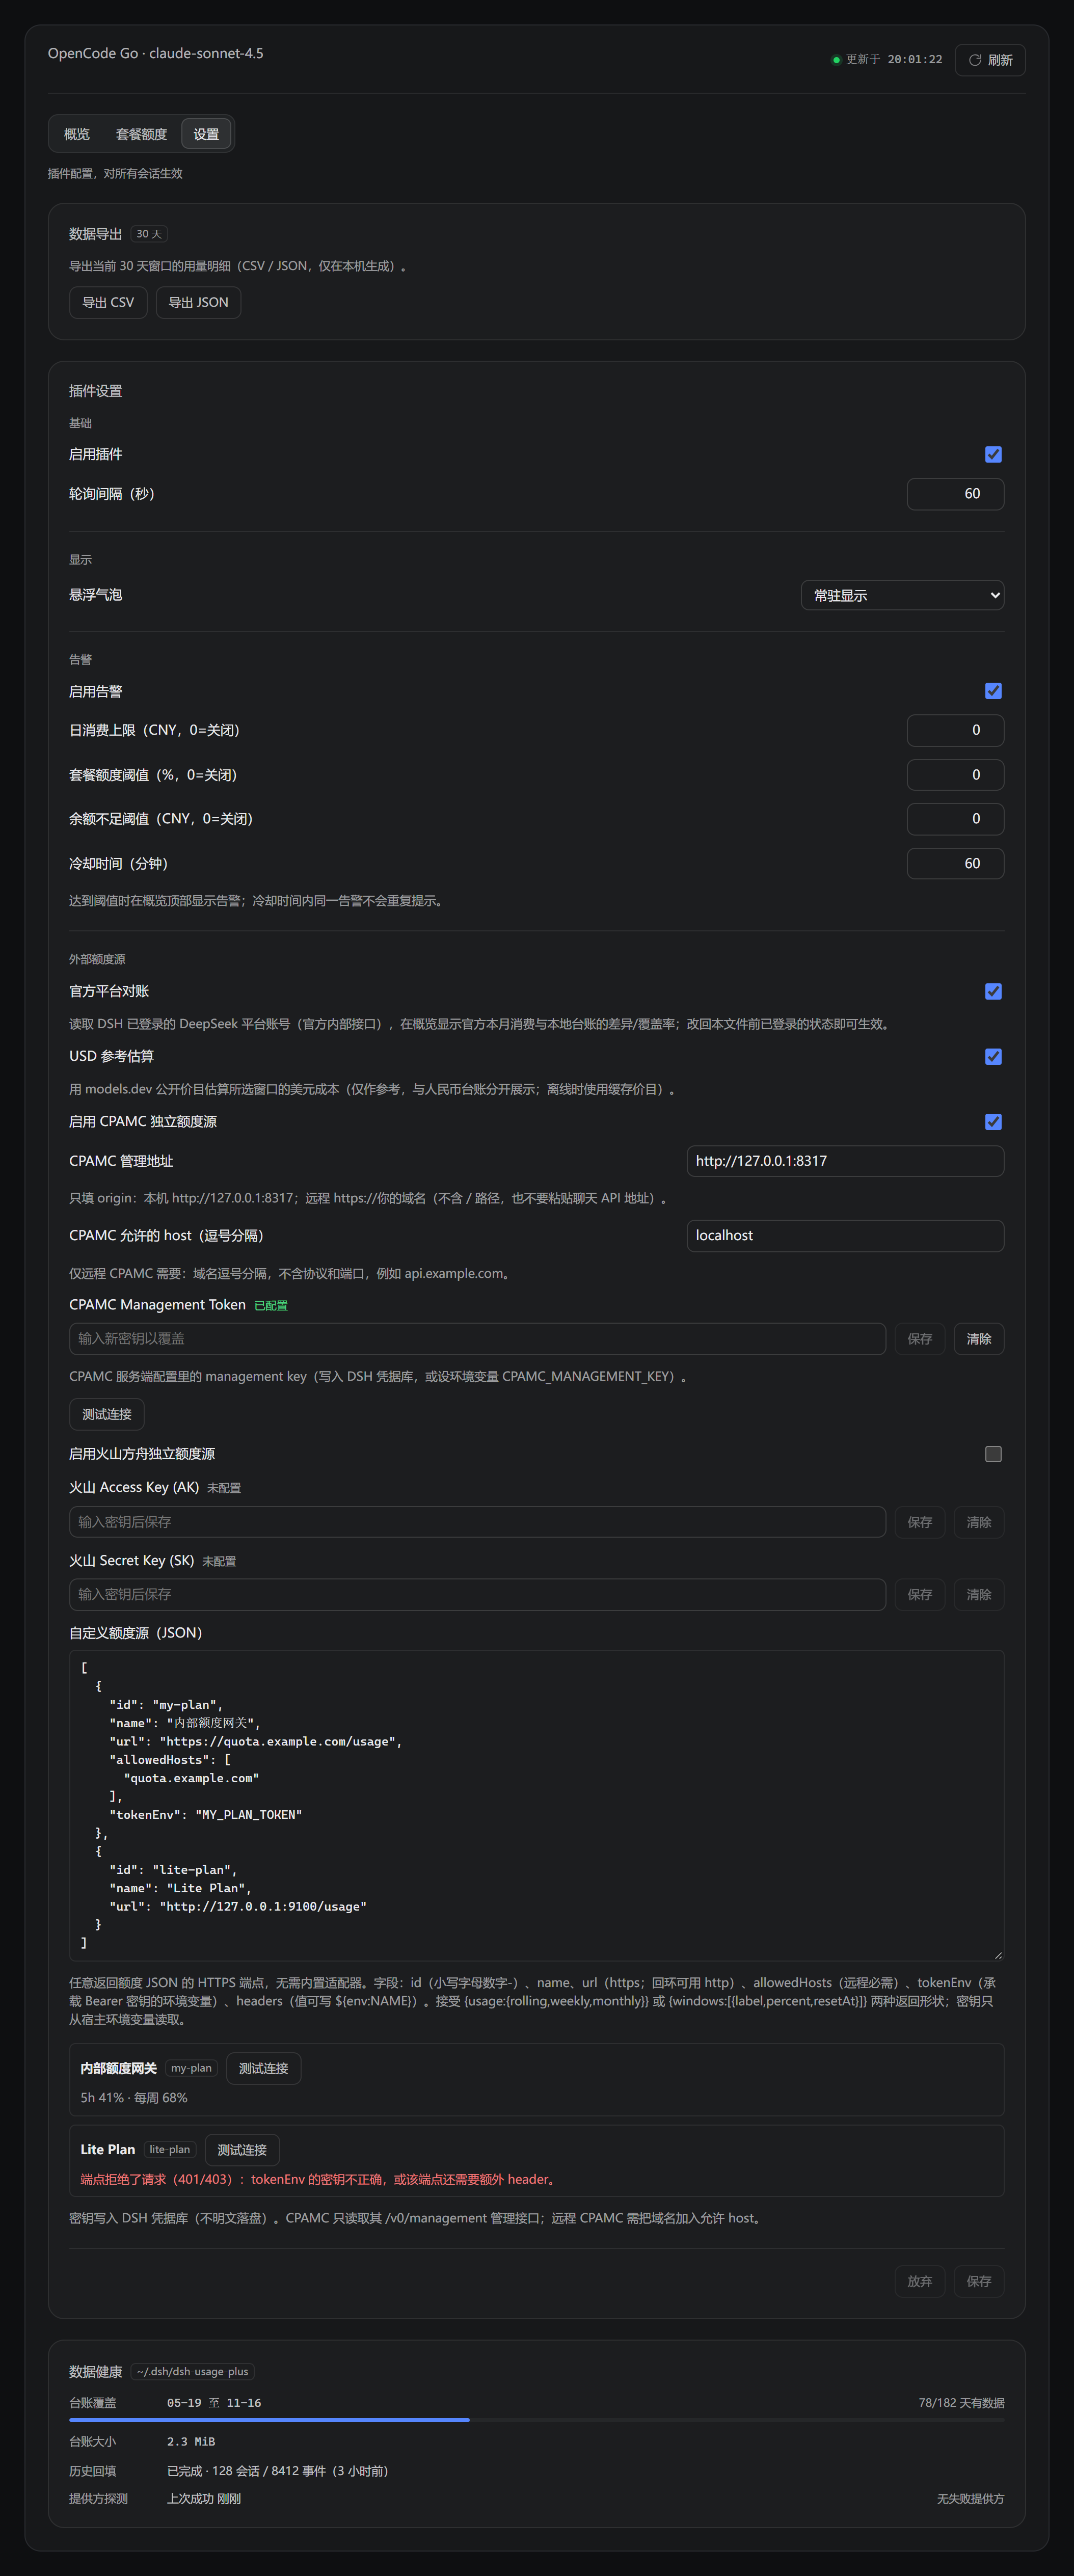 OpenCode Go · claude-sonnet-4.5
更新于 20:01:22
刷新
概览
套餐额度
设置
插件配置，对所有会话生效
数据导出 30 天
导出当前 30 天窗口的用量明细（CSV / JSON，仅在本机生成）。
导出 CSV
导出 JSON
插件设置
基础
启用插件
轮询间隔（秒）
60
显示
悬浮气泡
常驻显示
告警
启用告警
日消费上限（CNY，0=关闭）
0
套餐额度阈值（%，0=关闭）
0
余额不足阈值（CNY，0=关闭）
0
冷却时间（分钟）
60
达到阈值时在概览顶部显示告警；冷却时间内同一告警不会重复提示。
外部额度源
官方平台对账
读取 DSH 已登录的 DeepSeek 平台账号（官方内部接口），在概览显示官方本月消费与本地台账的差异/覆盖率；改回本文件前已登录的状态即可生效。
USD 参考估算
用 models.dev 公开价目估算所选窗口的美元成本（仅作参考，与人民币台账分开展示；离线时使用缓存价目）。
启用 CPAMC 独立额度源
CPAMC 管理地址
http://127.0.0.1:8317
只填 origin：本机 http://127.0.0.1:8317；远程 https://你的域名（不含 / 路径，也不要粘贴聊天 API 地址）。
CPAMC 允许的 host（逗号分隔）
localhost
仅远程 CPAMC 需要：域名逗号分隔，不含协议和端口，例如 api.example.com。
CPAMC Management Token 已配置
输入新密钥以覆盖
保存
清除
CPAMC 服务端配置里的 management key（写入 DSH 凭据库，或设环境变量 CPAMC_MANAGEMENT_KEY）。
测试连接
启用火山方舟独立额度源
火山 Access Key (AK) 未配置
输入密钥后保存
保存
清除
火山 Secret Key (SK) 未配置
输入密钥后保存
保存
清除
自定义额度源（JSON）
[
  {
    "id": "my-plan",
    "name": "内部额度网关",
    "url": "https://quota.example.com/usage",
    "allowedHosts": [
      "quota.example.com"
    ],
    "tokenEnv": "MY_PLAN_TOKEN"
  },
  {
    "id": "lite-plan",
    "name": "Lite Plan",
    "url": "http://127.0.0.1:9100/usage"
  }
]
任意返回额度 JSON 的 HTTPS 端点，无需内置适配器。字段：id（小写字母数字-）、name、url（https；回环可用 http）、allowedHosts（远程必需）、tokenEnv（承
载 Bearer 密钥的环境变量）、headers（值可写 ${env:NAME}）。接受 {usage:{rolling,weekly,monthly}} 或 {windows:[{label,percent,resetAt}]} 两种返回形状；密钥只
从宿主环境变量读取。
内部额度网关 my-plan 测试连接
5h 41% · 每周 68%
Lite Plan lite-plan 测试连接
端点拒绝了请求（401/403）：tokenEnv 的密钥不正确，或该端点还需要额外 header。
密钥写入 DSH 凭据库（不明文落盘）。CPAMC 只读取其 /v0/management 管理接口；远程 CPAMC 需把域名加入允许 host。
放弃
保存
数据健康 ~/.dsh/dsh-usage-plus
台账覆盖 05-19 至 11-16 78/182 天有数据
台账大小 2.3 MiB
历史回填 已完成 · 128 会话 / 8412 事件（3 小时前）
提供方探测 上次成功 刚刚 无失败提供方